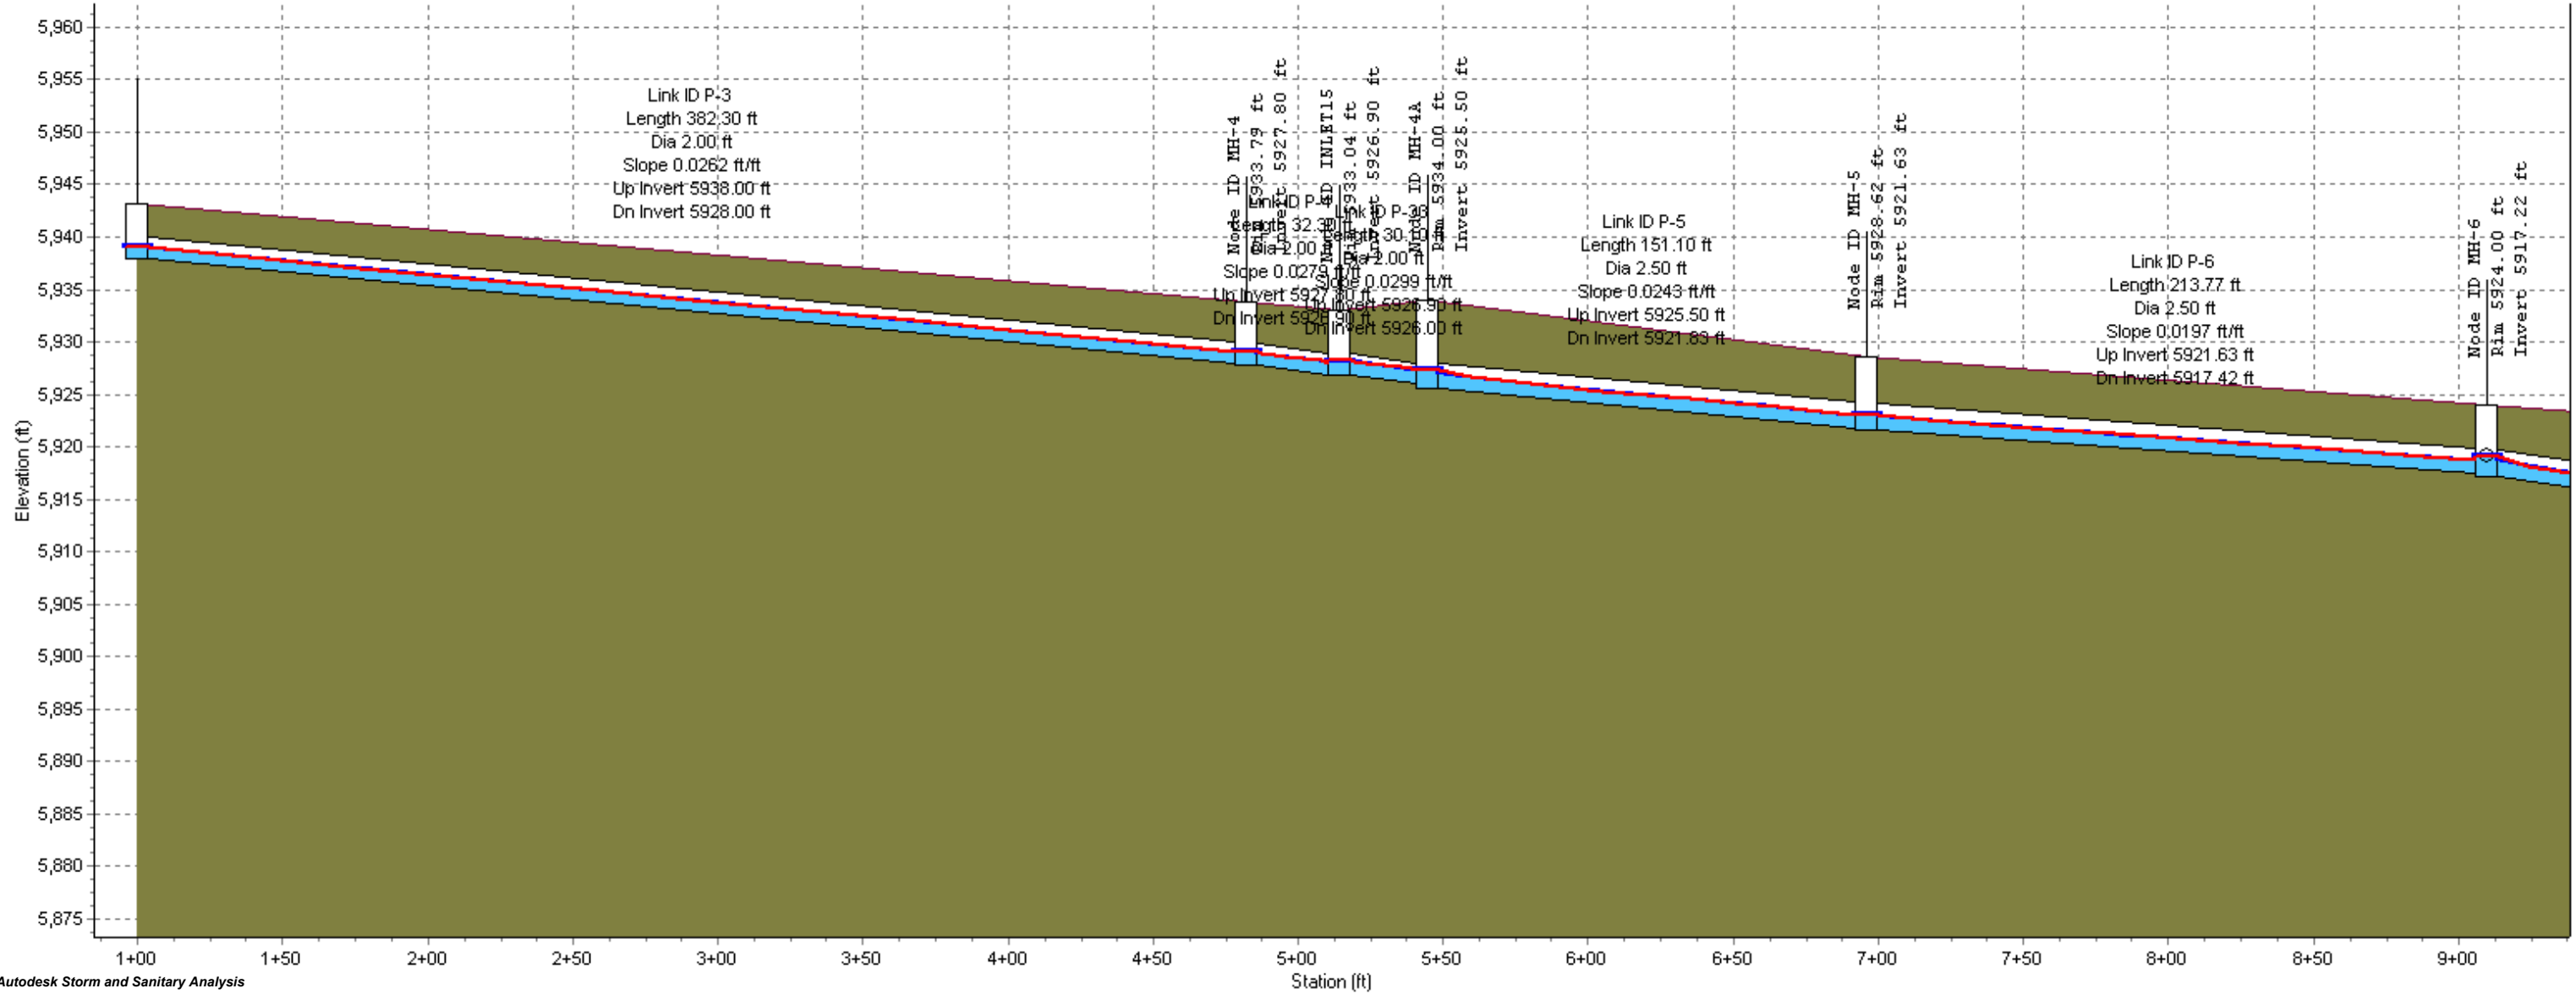 5,960
5,955
5,950
5,945
5,940
5,935
5,930
5,925
5,920
5,915
5,910
5,905
5,900
5,895
5,890
5,885
5,880
5,875
Elevation (ft)
Link ID P-3
Length 382.30 ft
Dia 2.00 ft
Slope 0.0262 ft/ft
Up Invert 5938.00 ft
Dn Invert 5928.00 ft
Node ID MH-4
Rim 5933.79 ft
Invert 5927.80 ft
Link ID P-4
Length 32.30 ft
Dia 2.00 ft
Slope 0.0279 ft/ft
Up Invert 5927.80 ft
Dn Invert 5926.90 ft
Node ID INLET15
Rim 5933.04 ft
Invert 5926.90 ft
Link ID
Length 30.10 ft
Dia 2.00 ft
Slope 0.0299 ft/ft
Up Invert 5926.90 ft
Dn Invert 5926.00 ft
Node ID MH-4A
Rim 5934.00 ft
Invert 5925.50 ft
Link ID P-5
Length 151.10 ft
Dia 2.50 ft
Slope 0.0243 ft/ft
Up Invert 5925.50 ft
Dn Invert 5921.83 ft
Node ID MH-5
Rim 5928.62 ft
Invert 5921.63 ft
Link ID P-6
Length 213.77 ft
Dia 2.50 ft
Slope 0.0197 ft/ft
Up Invert 5921.63 ft
Dn Invert 5917.42 ft
Node ID MH-6
Rim 5924.00 ft
Invert 5917.22 ft
1+00
1+50
2+00
2+50
3+00
3+50
4+00
4+50
5+00
5+50
6+00
6+50
7+00
7+50
8+00
8+50
9+00
Station (ft)
Autodesk Storm and Sanitary Analysis